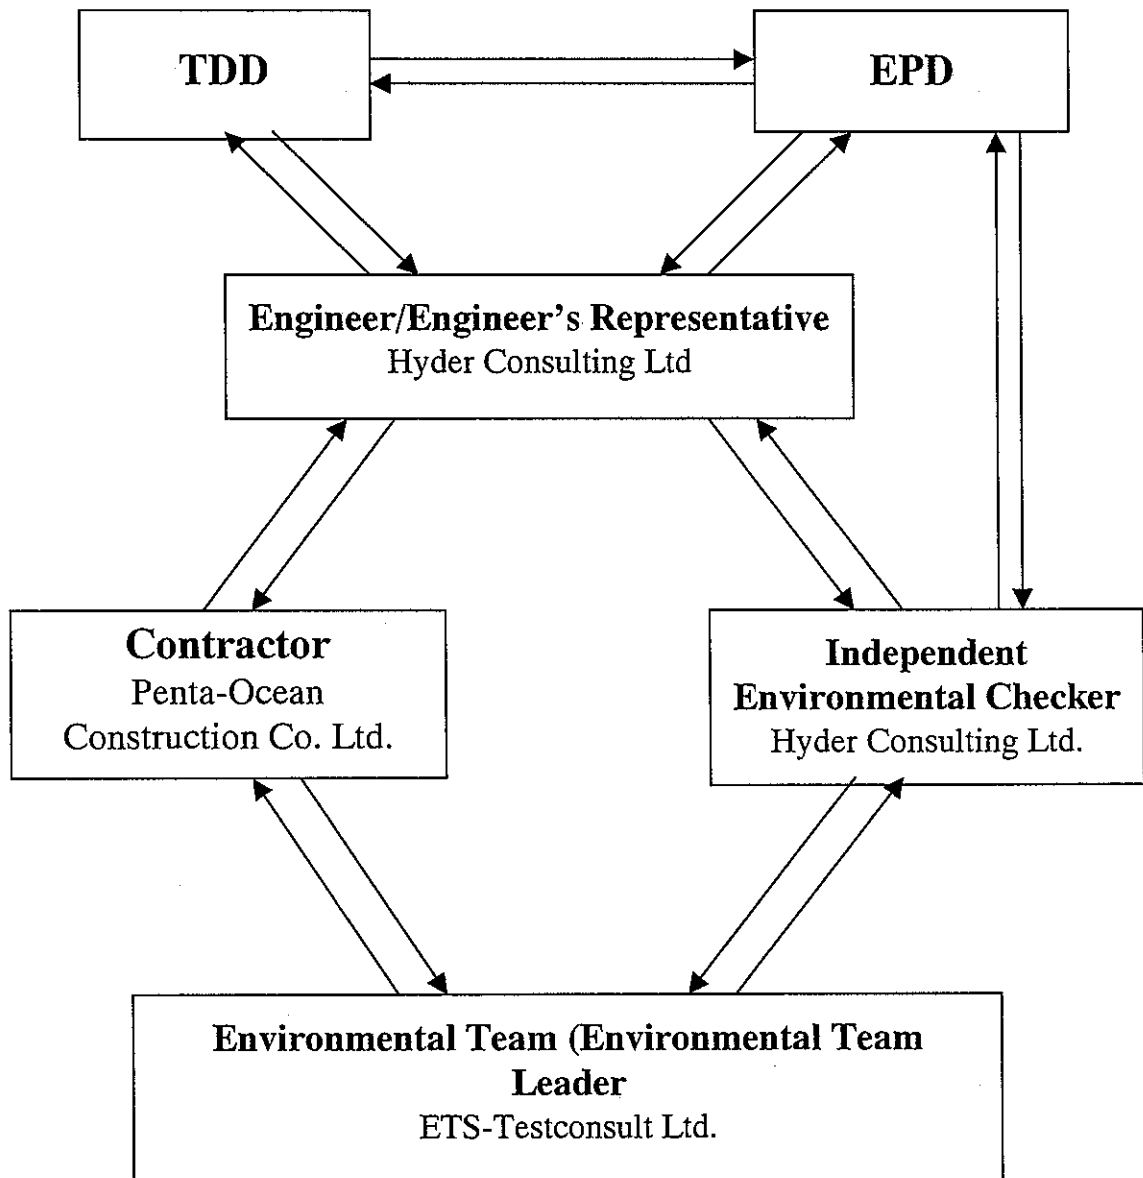 TDD
EPD
Engineer/Engineer's Representative
Hyder Consulting Ltd
Contractor
Penta-Ocean
Construction Co. Ltd.
Independent
Environmental Checker
Hyder Consulting Ltd.
Environmental Team (Environmental Team
Leader
ETS-Testconsult Ltd.